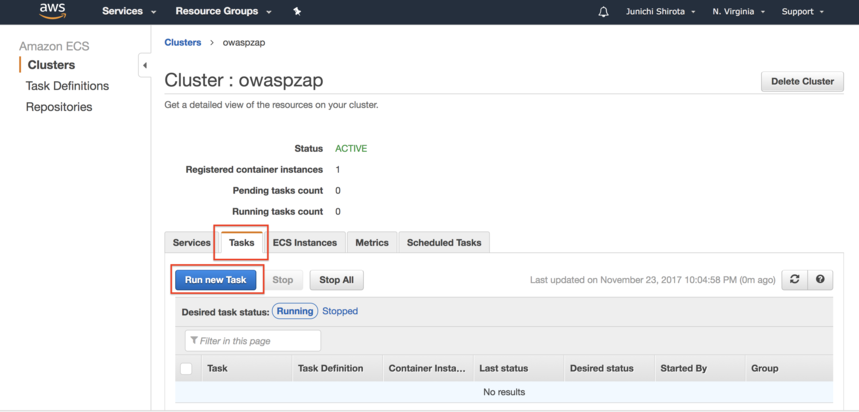 aws Services Resource Groups Junichi Shirota N. Virginia Support
Amazon ECS
Clusters
Task Definitions
Repositories
Clusters > owaspzap
Cluster : owaspzap
Delete Cluster
Get a detailed view of the resources on your cluster.
Status ACTIVE
Registered container instances 1
Pending tasks count 0
Running tasks count 0
Services Tasks ECS Instances Metrics Scheduled Tasks
Run new Task Stop Stop All Last updated on November 23, 2017 10:04:58 PM (0m ago)
Desired task status: Running Stopped
Filter in this page
Task Task Definition Container Insta... Last status Desired status Started By Group
No results